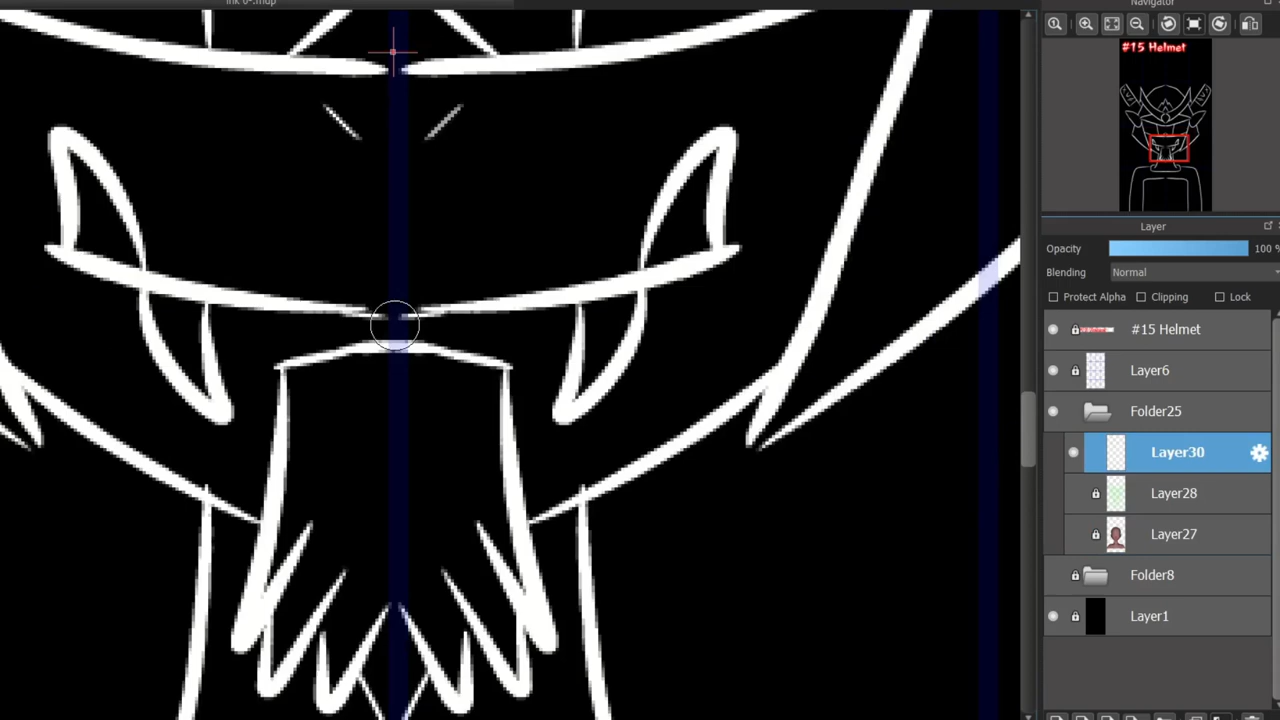 Navigator
#15 Helmet
Layer
Opacity 100 %
Blending Normal
Protect Alpha Clipping Lock
#15 Helmet
Layer6
Folder25
Layer30
Layer28
Layer27
Folder8
Layer1